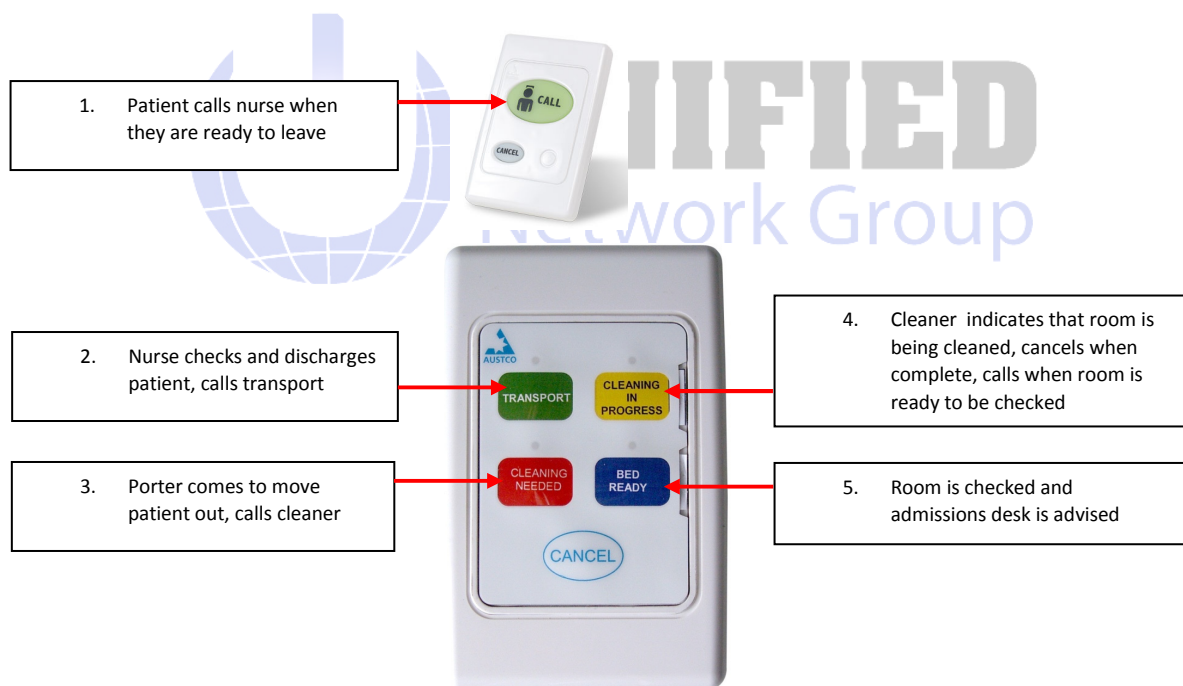 UNIFIED
Network Group
1. Patient calls nurse when
they are ready to leave
CALL
CANCEL
2. Nurse checks and discharges
patient, calls transport
3. Porter comes to move
patient out, calls cleaner
AUSTCO
TRANSPORT
CLEANING
IN
PROGRESS
CLEANING
NEEDED
BED
READY
CANCEL
4. Cleaner indicates that room is
being cleaned, cancels when
complete, calls when room is
ready to be checked
5. Room is checked and
admissions desk is advised